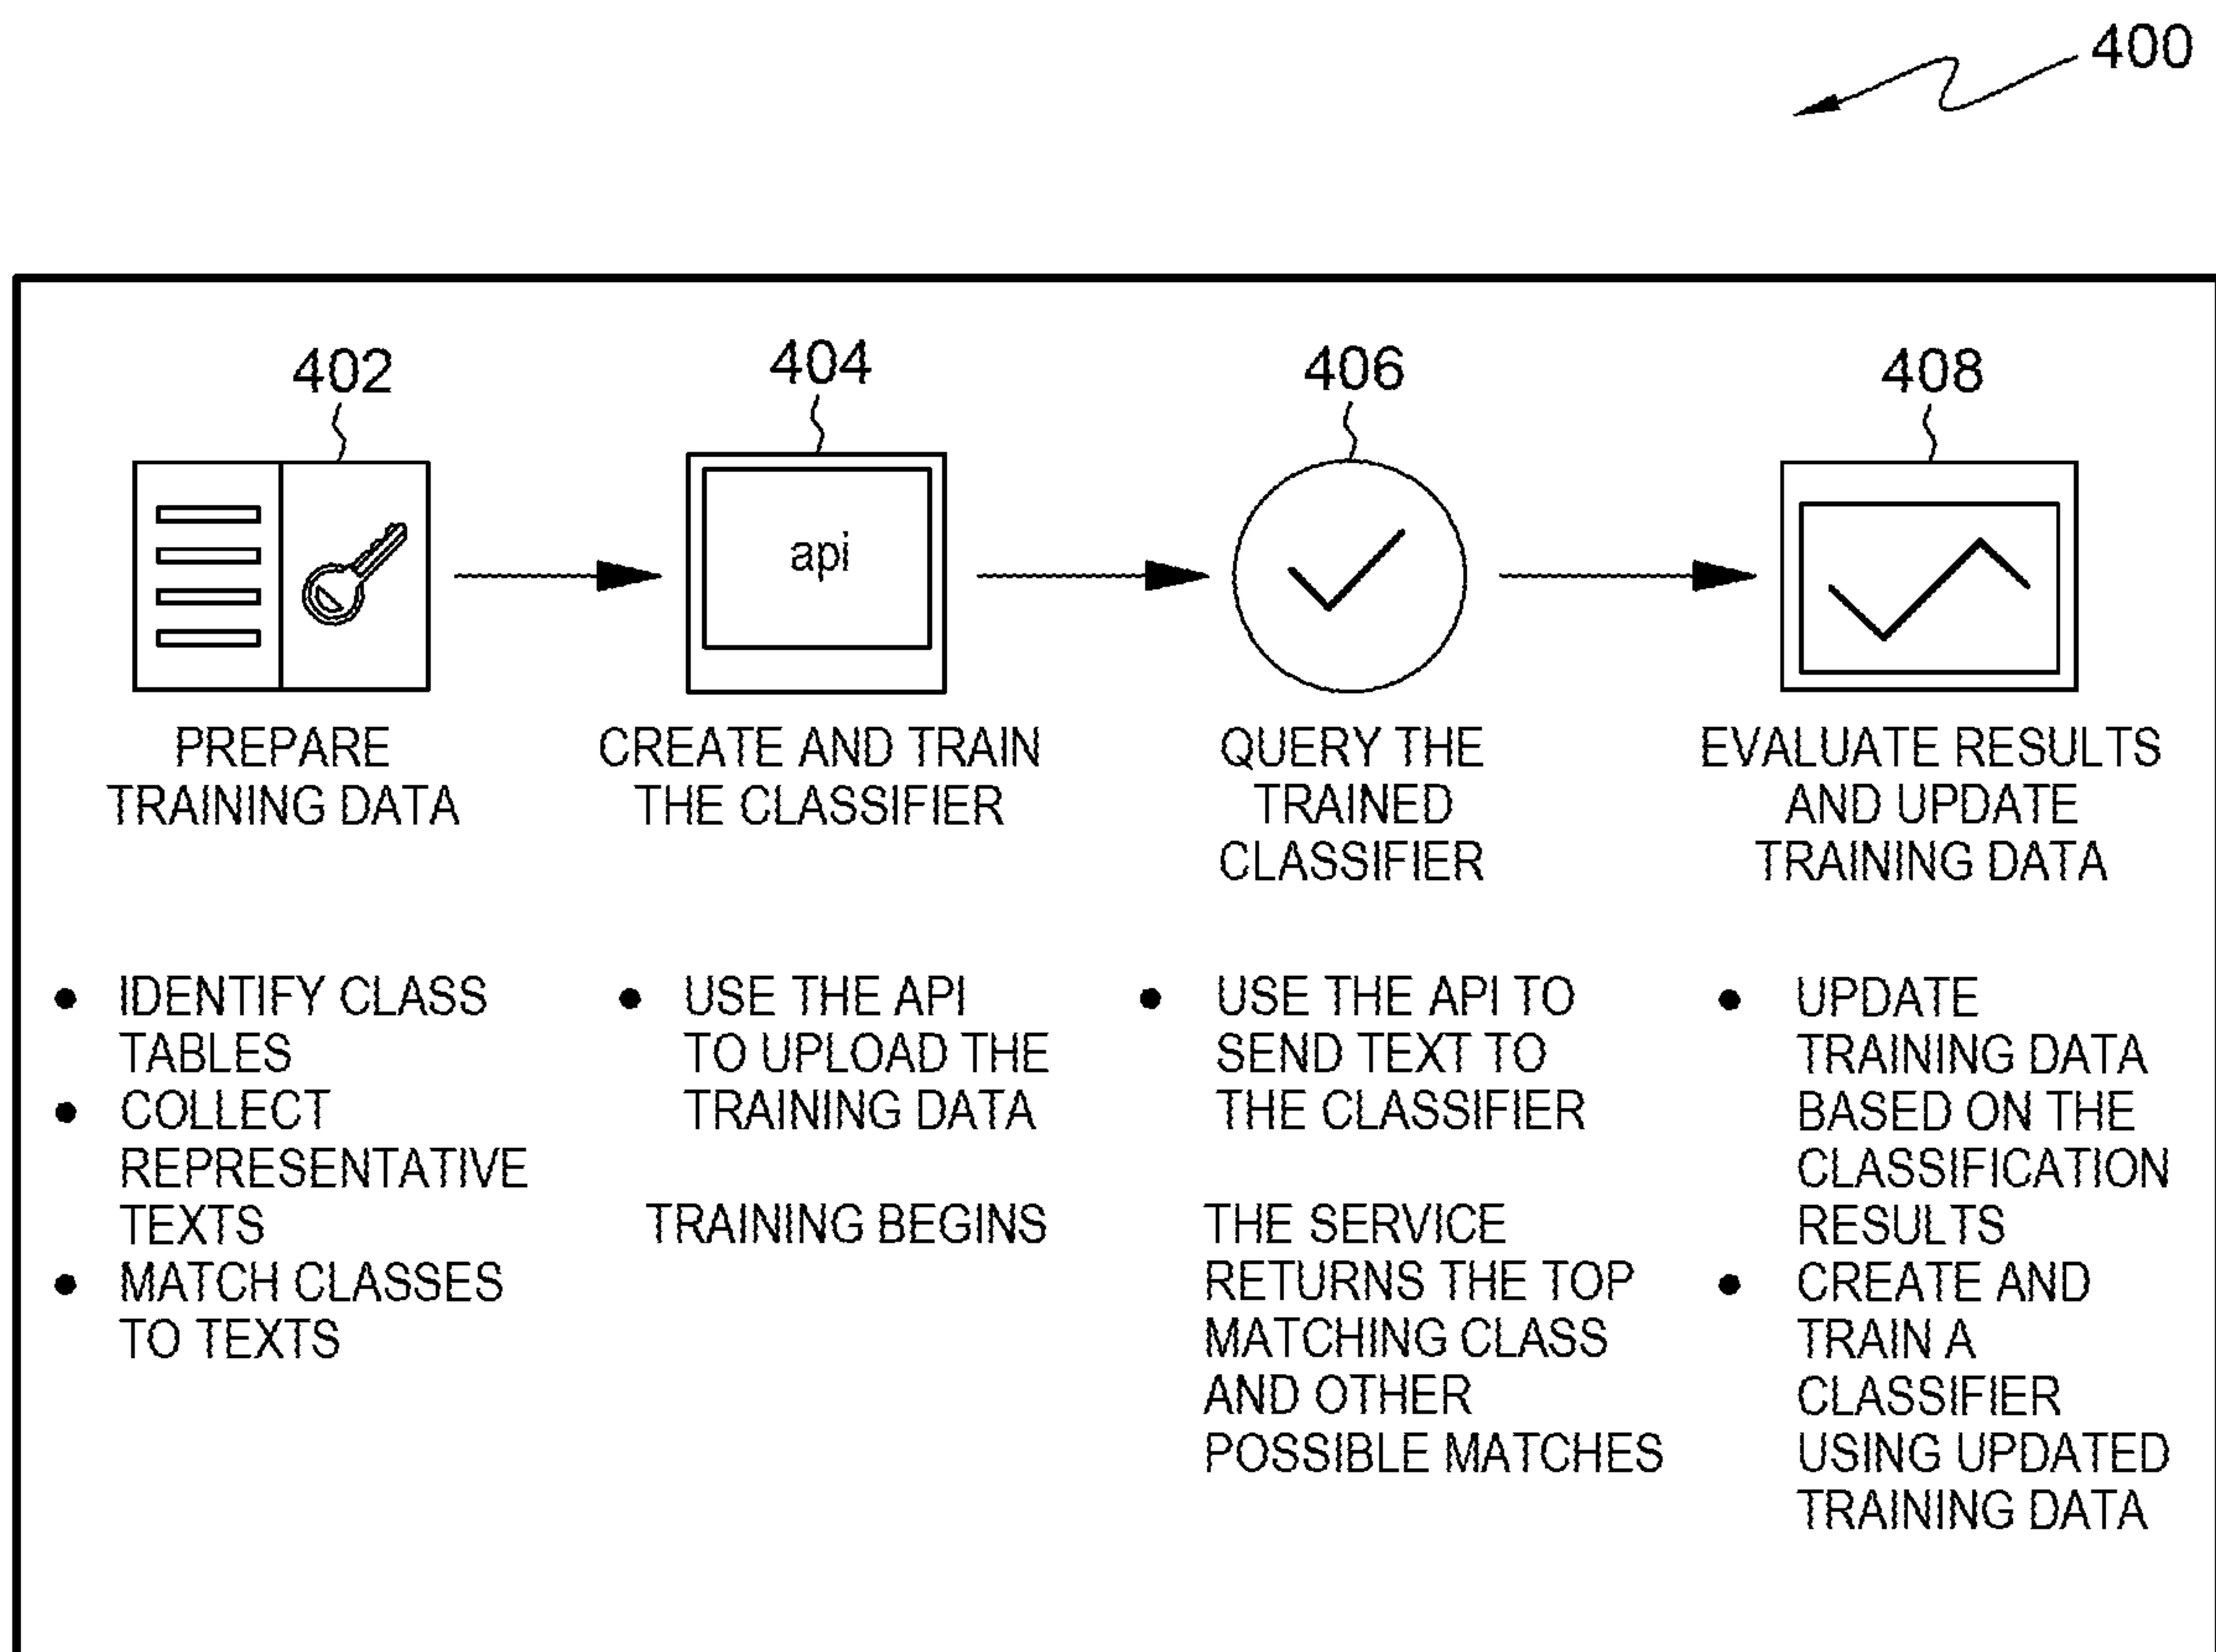 400
402
PREPARE
TRAINING DATA
• IDENTIFY CLASS
TABLES
• COLLECT
REPRESENTATIVE
TEXTS
• MATCH CLASSES
TO TEXTS
404
api
CREATE AND TRAIN
THE CLASSIFIER
• USE THE API
TO UPLOAD THE
TRAINING DATA
TRAINING BEGINS
406
QUERY THE
TRAINED
CLASSIFIER
• USE THE API TO
SEND TEXT TO
THE CLASSIFIER
THE SERVICE
RETURNS THE TOP
MATCHING CLASS
AND OTHER
POSSIBLE MATCHES
408
EVALUATE RESULTS
AND UPDATE
TRAINING DATA
• UPDATE
TRAINING DATA
BASED ON THE
CLASSIFICATION
RESULTS
• CREATE AND
TRAIN A
CLASSIFIER
USING UPDATED
TRAINING DATA